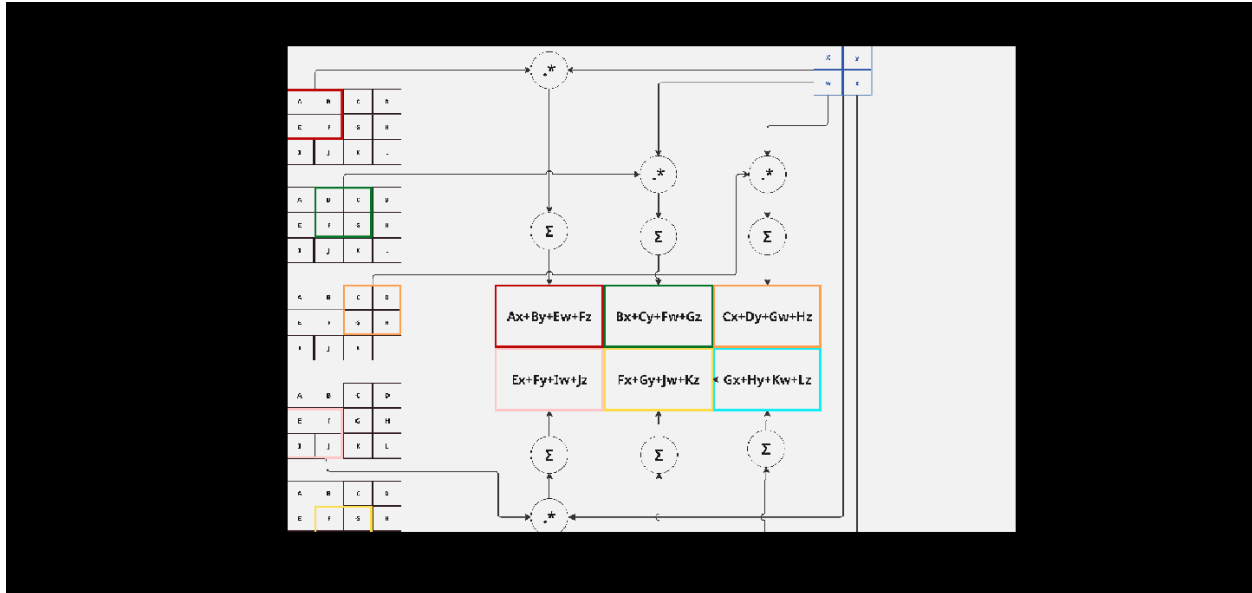 x y
.*
w z
A B C D
E F G H
I J K L
.* .*
A B C D
E F G H
I J K L
Σ Σ Σ
A B C D
E F G H
I J K
Ax+By+Ew+Fz Bx+Cy+Fw+Gz Cx+Dy+Gw+Hz
Ex+Fy+Iw+Jz Fx+Gy+Jw+Kz Gx+Hy+Kw+Lz
A B C D
E F G H
I J K L
Σ Σ Σ
A B C D
E F G H
.*